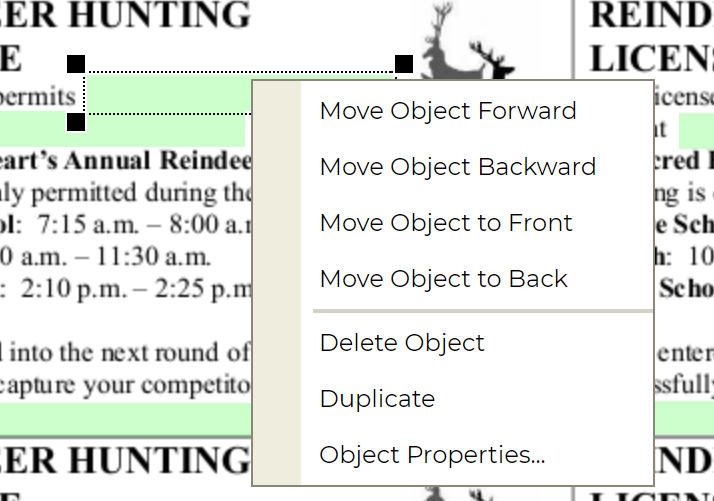 ER HUNTING
REIND
E
LICENS
permits
icense
t
eart's Annual Reindee
cred
ly permitted during the
ng is
ol: 7:15 a.m. – 8:00 a.
e Sch
0 a.m. – 11:30 a.m.
h: 10
: 2:10 p.m. – 2:25 p.m
Scho
into the next round of
enter
capture your competito
ssfully
ER HUNTING
IND
Move Object Forward
Move Object Backward
Move Object to Front
Move Object to Back
Delete Object
Duplicate
Object Properties...